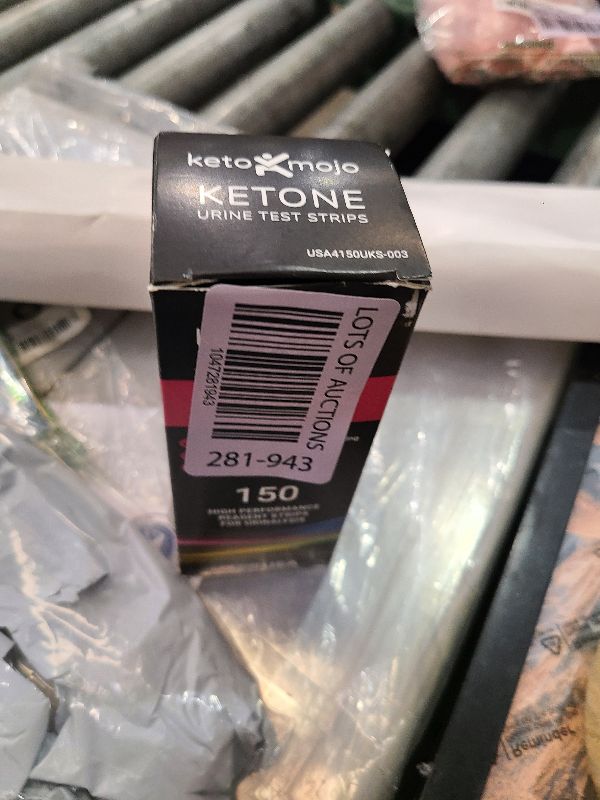 keto mojo
KETONE
URINE TEST STRIPS
USA4150UKS-003
LOTS OF AUCTIONS
1047281943
281-943
150
HIGH PERFORMANCE
REAGENT STRIPS
FOR URINALYSIS
Reminder